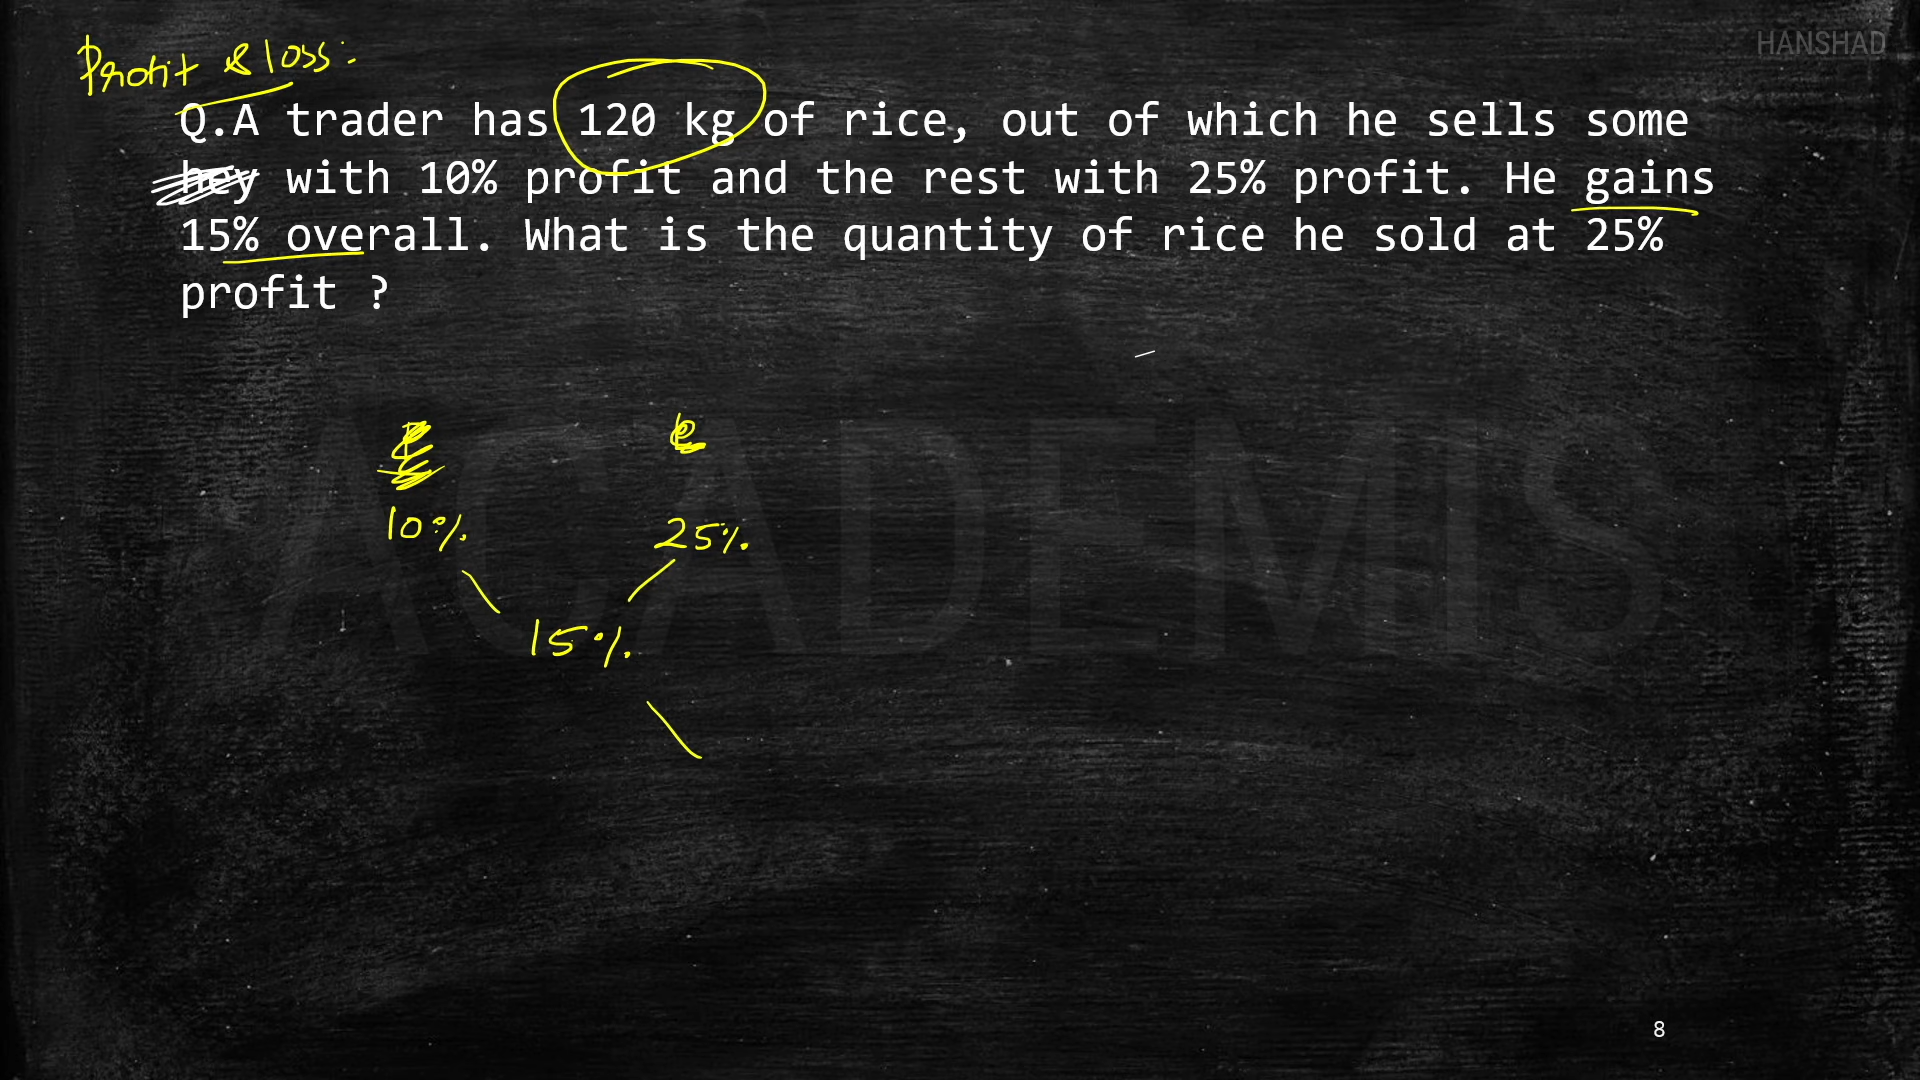 HANSHAD
Profit & loss:
Q.A trader has 120 kg of rice, out of which he sells some
hey with 10% profit and the rest with 25% profit. He gains
15% overall. What is the quantity of rice he sold at 25%
profit ?
ACADEMIS
10% 25%
15%
8